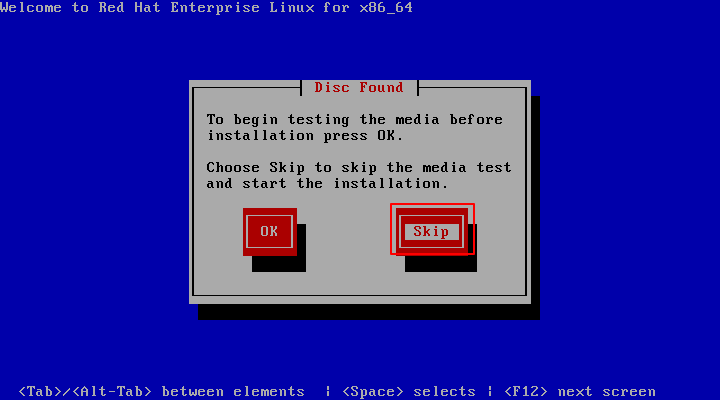 Welcome to Red Hat Enterprise Linux for x86_64
Disc Found
To begin testing the media before
installation press OK.
Choose Skip to skip the media test
and start the installation.
OK Skip
<Tab>/<Alt-Tab> between elements | <Space> selects | <F12> next screen